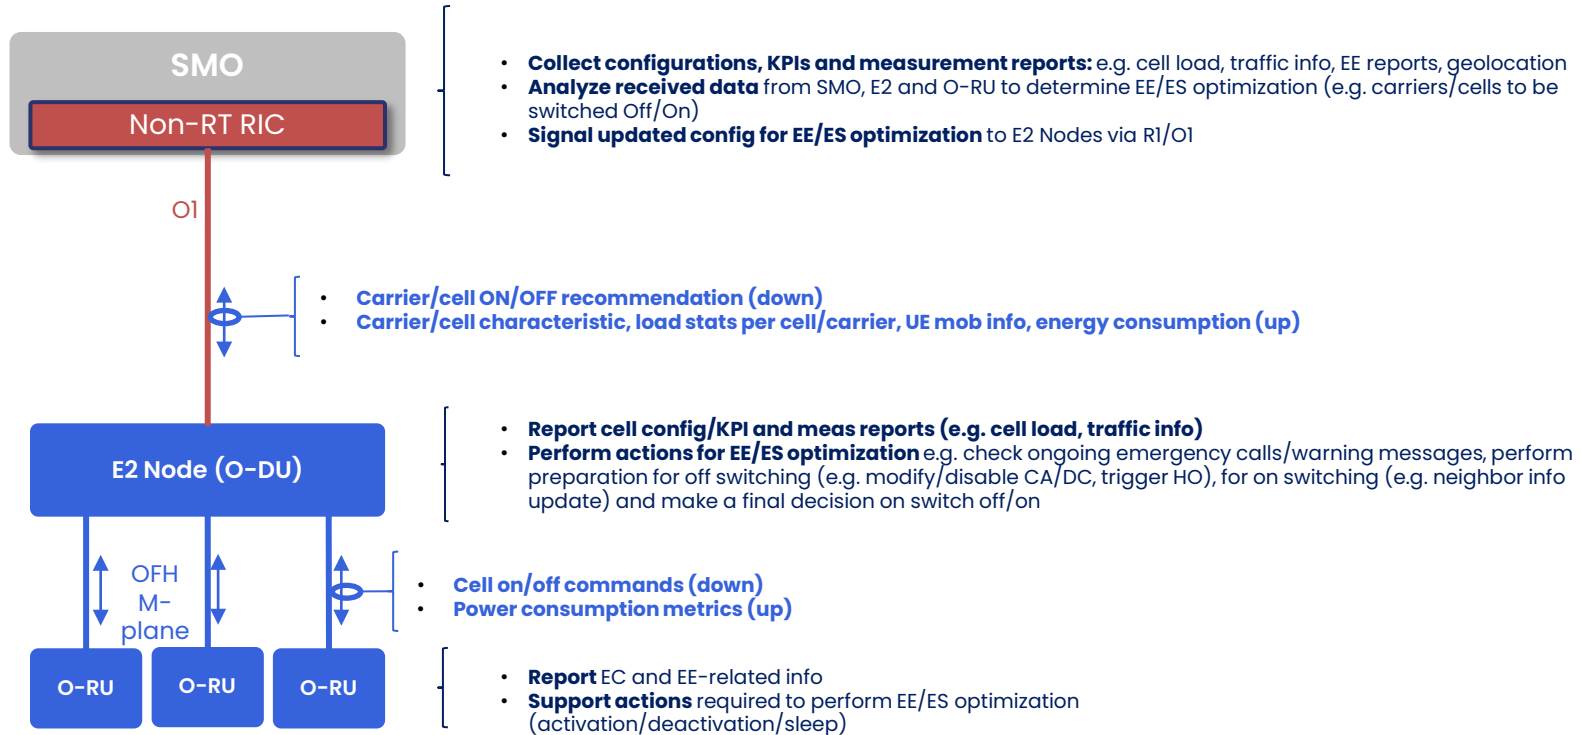 SMO
Non-RT RIC
• Collect configurations, KPIs and measurement reports: e.g. cell load, traffic info, EE reports, geolocation
• Analyze received data from SMO, E2 and O-RU to determine EE/ES optimization (e.g. carriers/cells to be
switched Off/On)
• Signal updated config for EE/ES optimization to E2 Nodes via R1/O1
O1
• Carrier/cell ON/OFF recommendation (down)
• Carrier/cell characteristic, load stats per cell/carrier, UE mob info, energy consumption (up)
E2 Node (O-DU)
• Report cell config/KPI and meas reports (e.g. cell load, traffic info)
• Perform actions for EE/ES optimization e.g. check ongoing emergency calls/warning messages, perform
preparation for off switching (e.g. modify/disable CA/DC, trigger HO), for on switching (e.g. neighbor info
update) and make a final decision on switch off/on
OFH
M-
plane
• Cell on/off commands (down)
• Power consumption metrics (up)
O-RU
O-RU
O-RU
• Report EC and EE-related info
• Support actions required to perform EE/ES optimization
(activation/deactivation/sleep)